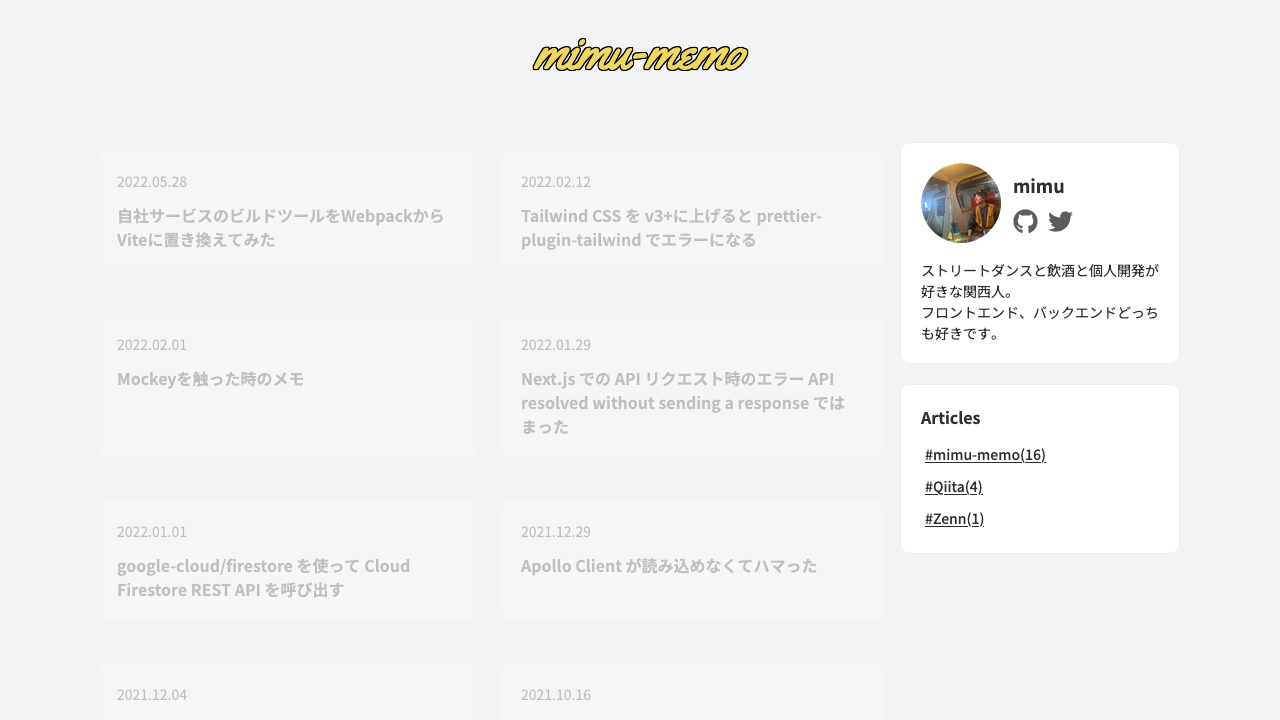 mimu-memo
2022.05.28
自社サービスのビルドツールをWebpackから
Viteに置き換えてみた
2022.02.12
Tailwind CSS を v3+に上げると prettier-
plugin-tailwind でエラーになる
2022.02.01
Mockeyを触った時のメモ
2022.01.29
Next.js での API リクエスト時のエラー API
resolved without sending a response では
まった
2022.01.01
google-cloud/firestore を使って Cloud
Firestore REST API を呼び出す
2021.12.29
Apollo Client が読み込めなくてハマった
2021.12.04
2021.10.16
mimu
ストリートダンスと飲酒と個人開発が
好きな関西人。
フロントエンド、バックエンドどっち
も好きです。
Articles
#mimu-memo(16)
#Qiita(4)
#Zenn(1)